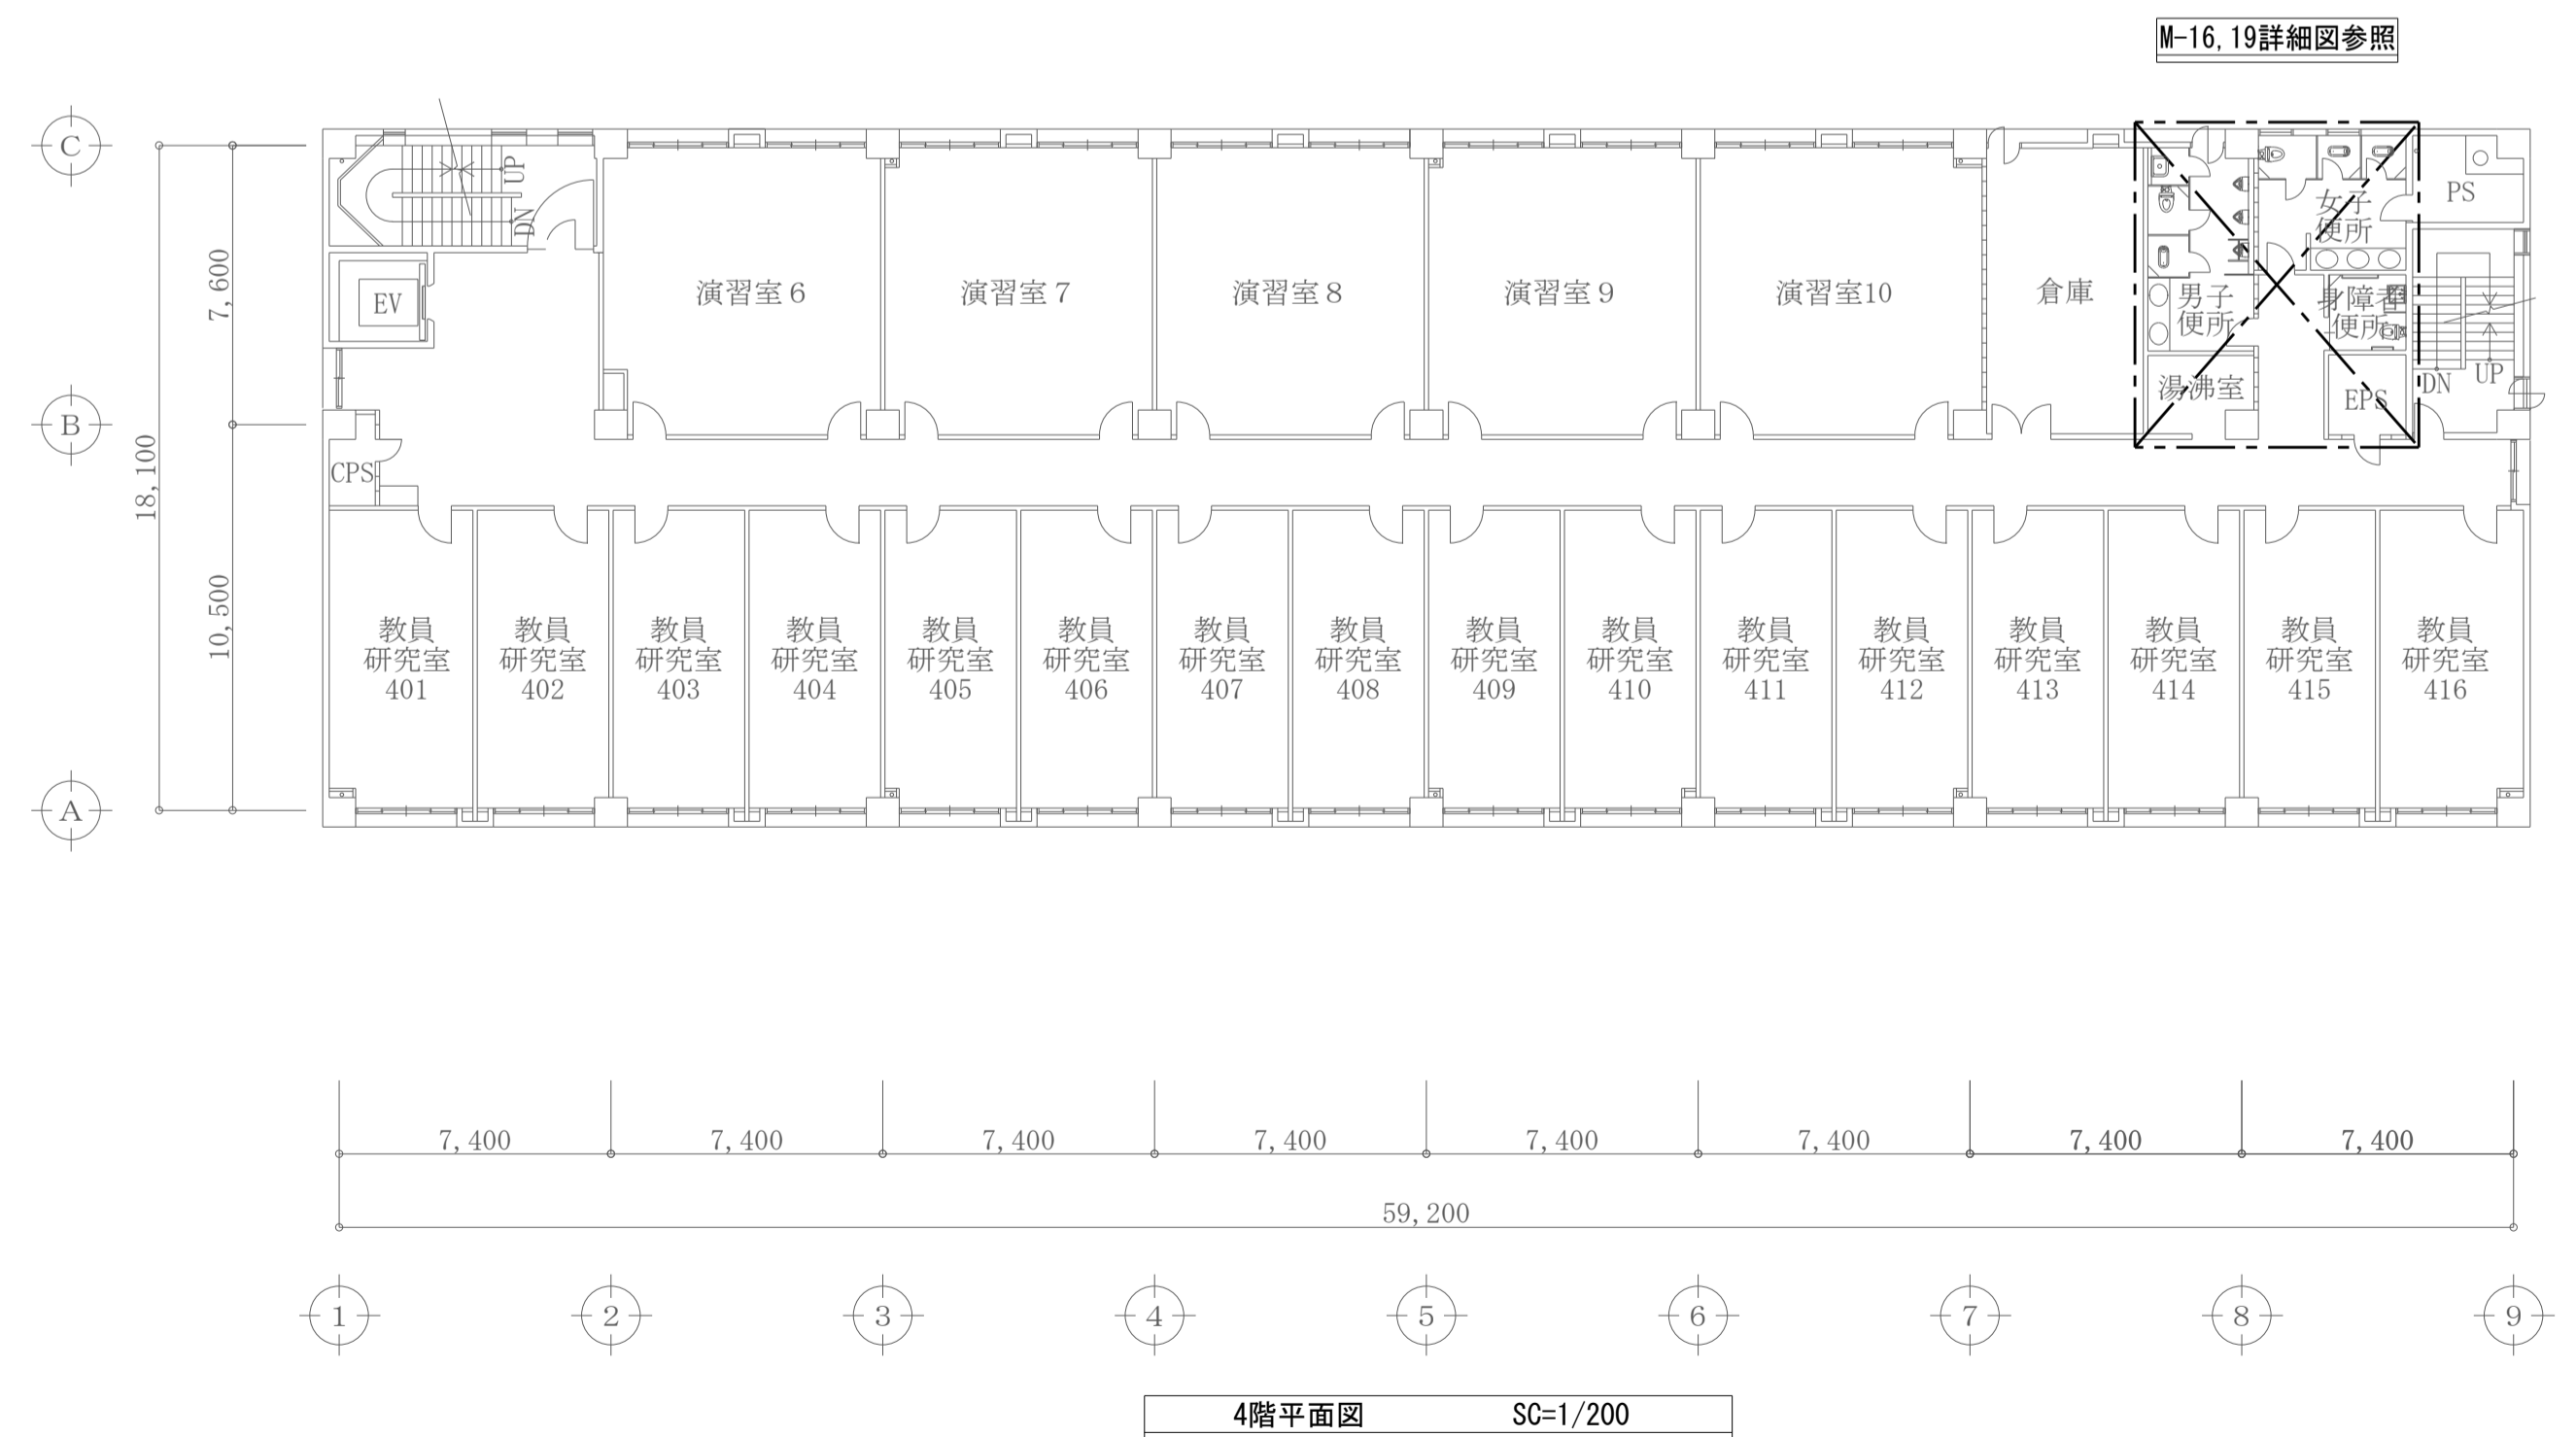 M-16,19詳細図参照
C
B
A
7,600
18,100
10,500
UP
DN
EV
CPS
演習室6
演習室7
演習室8
演習室9
演習室10
倉庫
男子
便所
湯沸室
女子
便所
身障者
便所
EPS
PS
DN
UP
教員
研究室
401
教員
研究室
402
教員
研究室
403
教員
研究室
404
教員
研究室
405
教員
研究室
406
教員
研究室
407
教員
研究室
408
教員
研究室
409
教員
研究室
410
教員
研究室
411
教員
研究室
412
教員
研究室
413
教員
研究室
414
教員
研究室
415
教員
研究室
416
7,400
7,400
7,400
7,400
7,400
7,400
7,400
7,400
59,200
1
2
3
4
5
6
7
8
9
4階平面図 SC=1/200